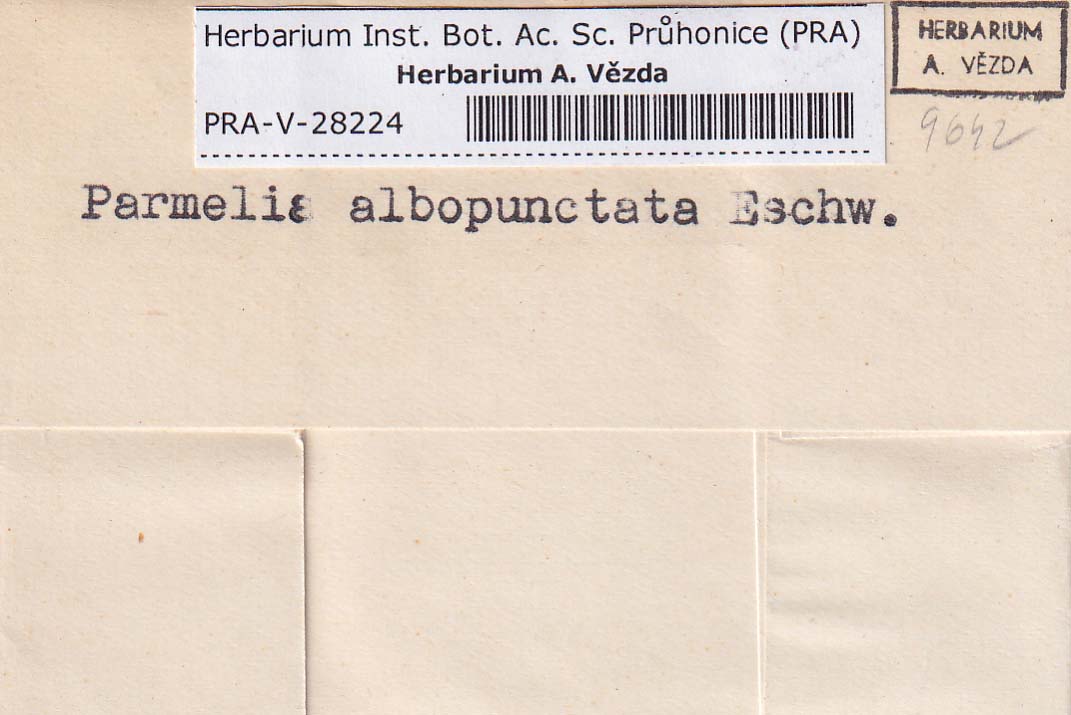 Herbarium Inst. Bot. Ac. Sc. Průhonice (PRA)
Herbarium A. Vězda
PRA-V-28224
HERBARIUM
A. VĚZDA
9642
Parmelia albopunctata Eschw.